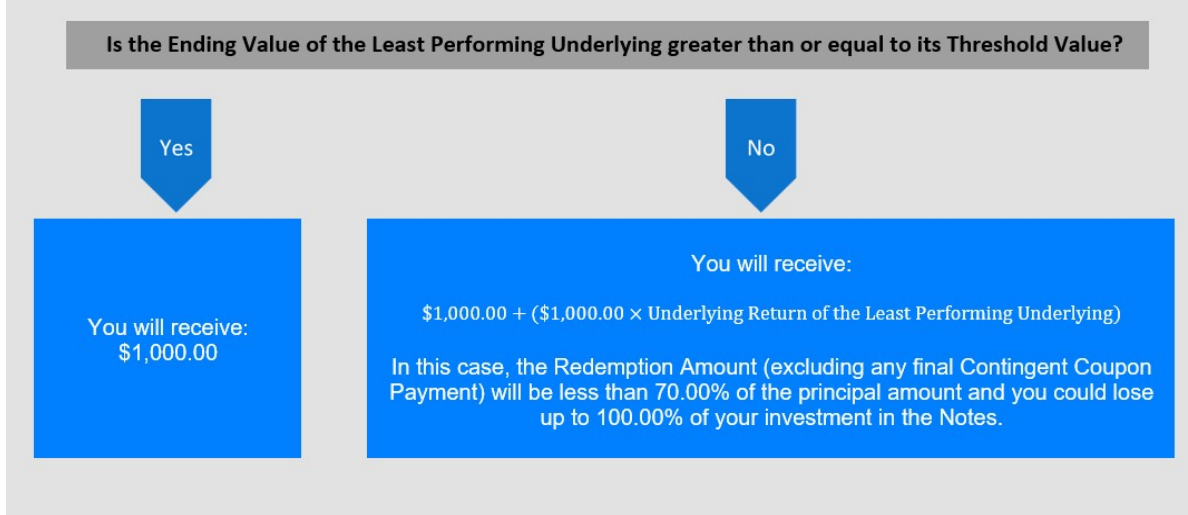 Is the Ending Value of the Least Performing Underlying greater than or equal to its Threshold Value?
Yes
No
You will receive:
$1,000.00
You will receive:
$1,000.00 + ($1,000.00 × Underlying Return of the Least Performing Underlying)
In this case, the Redemption Amount (excluding any final Contingent Coupon
Payment) will be less than 70.00% of the principal amount and you could lose
up to 100.00% of your investment in the Notes.